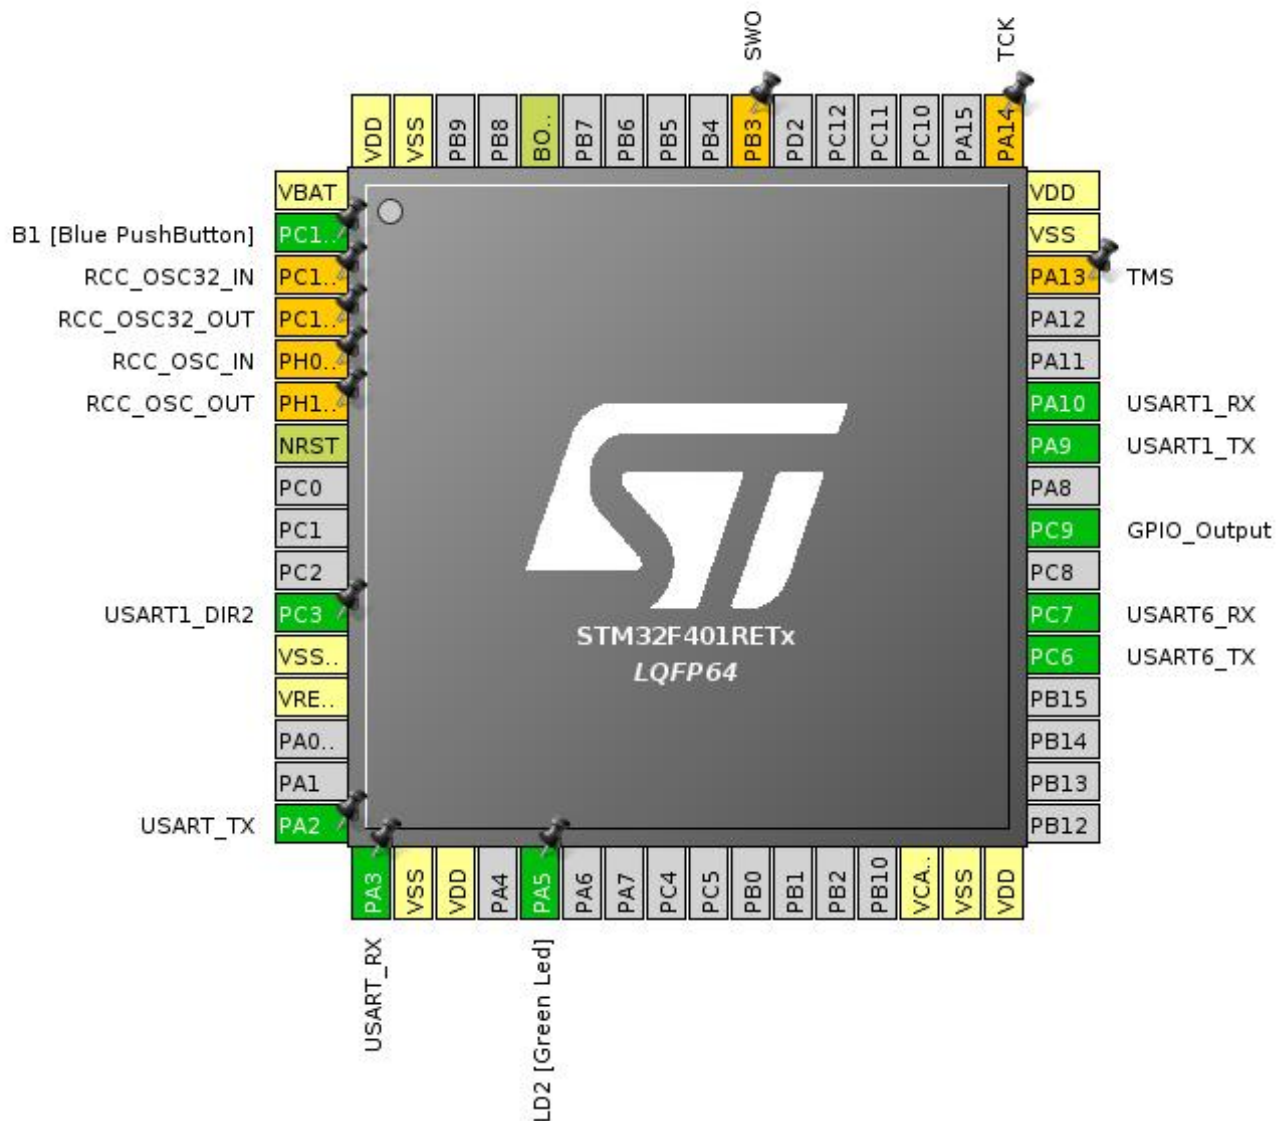 SWO
TCK
VDD
VSS
PB9
PB8
BO..
PB7
PB6
PB5
PB4
PB3
PD2
PC12
PC11
PC10
PA15
PA14
VBAT
B1 [Blue PushButton] PC1..
RCC_OSC32_IN PC1..
RCC_OSC32_OUT PC1..
RCC_OSC_IN PH0..
RCC_OSC_OUT PH1..
NRST
PC0
PC1
PC2
USART1_DIR2 PC3
VSS..
VRE..
PA0..
PA1
USART_TX PA2
ST
STM32F401RETx
LQFP64
VDD
VSS
PA13 TMS
PA12
PA11
PA10 USART1_RX
PA9 USART1_TX
PA8
PC9 GPIO_Output
PC8
PC7 USART6_RX
PC6 USART6_TX
PB15
PB14
PB13
PB12
PA3
VSS
VDD
PA4
PA5
PA6
PA7
PC4
PC5
PB0
PB1
PB2
PB10
VCA..
VSS
VDD
USART_RX
LD2 [Green Led]